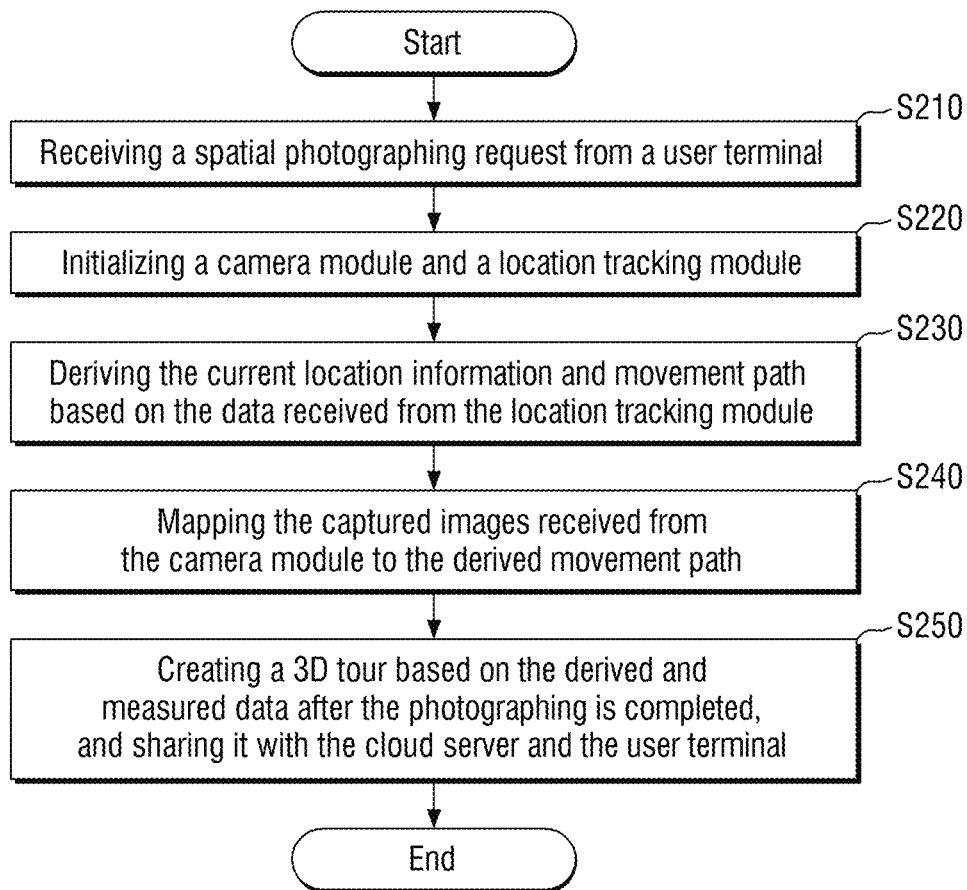 Start
S210
Receiving a spatial photographing request from a user terminal
S220
Initializing a camera module and a location tracking module
S230
Deriving the current location information and movement path
based on the data received from the location tracking module
S240
Mapping the captured images received from
the camera module to the derived movement path
S250
Creating a 3D tour based on the derived and
measured data after the photographing is completed,
and sharing it with the cloud server and the user terminal
End